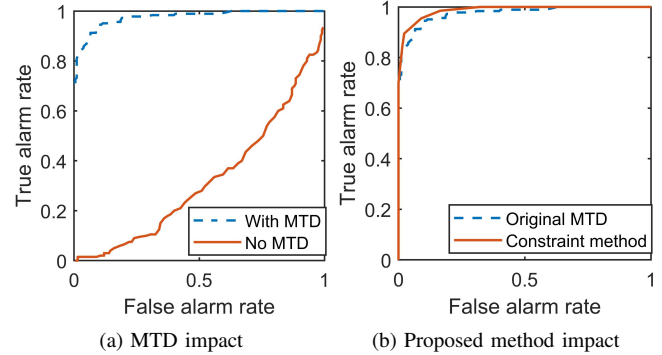 1
0.8
0.6
0.4
0.2
0
0
0.5
1
True alarm rate
False alarm rate
With MTD
No MTD
(a) MTD impact
1
0.8
0.6
0.4
0.2
0
0
0.5
1
True alarm rate
False alarm rate
Original MTD
Constraint method
(b) Proposed method impact